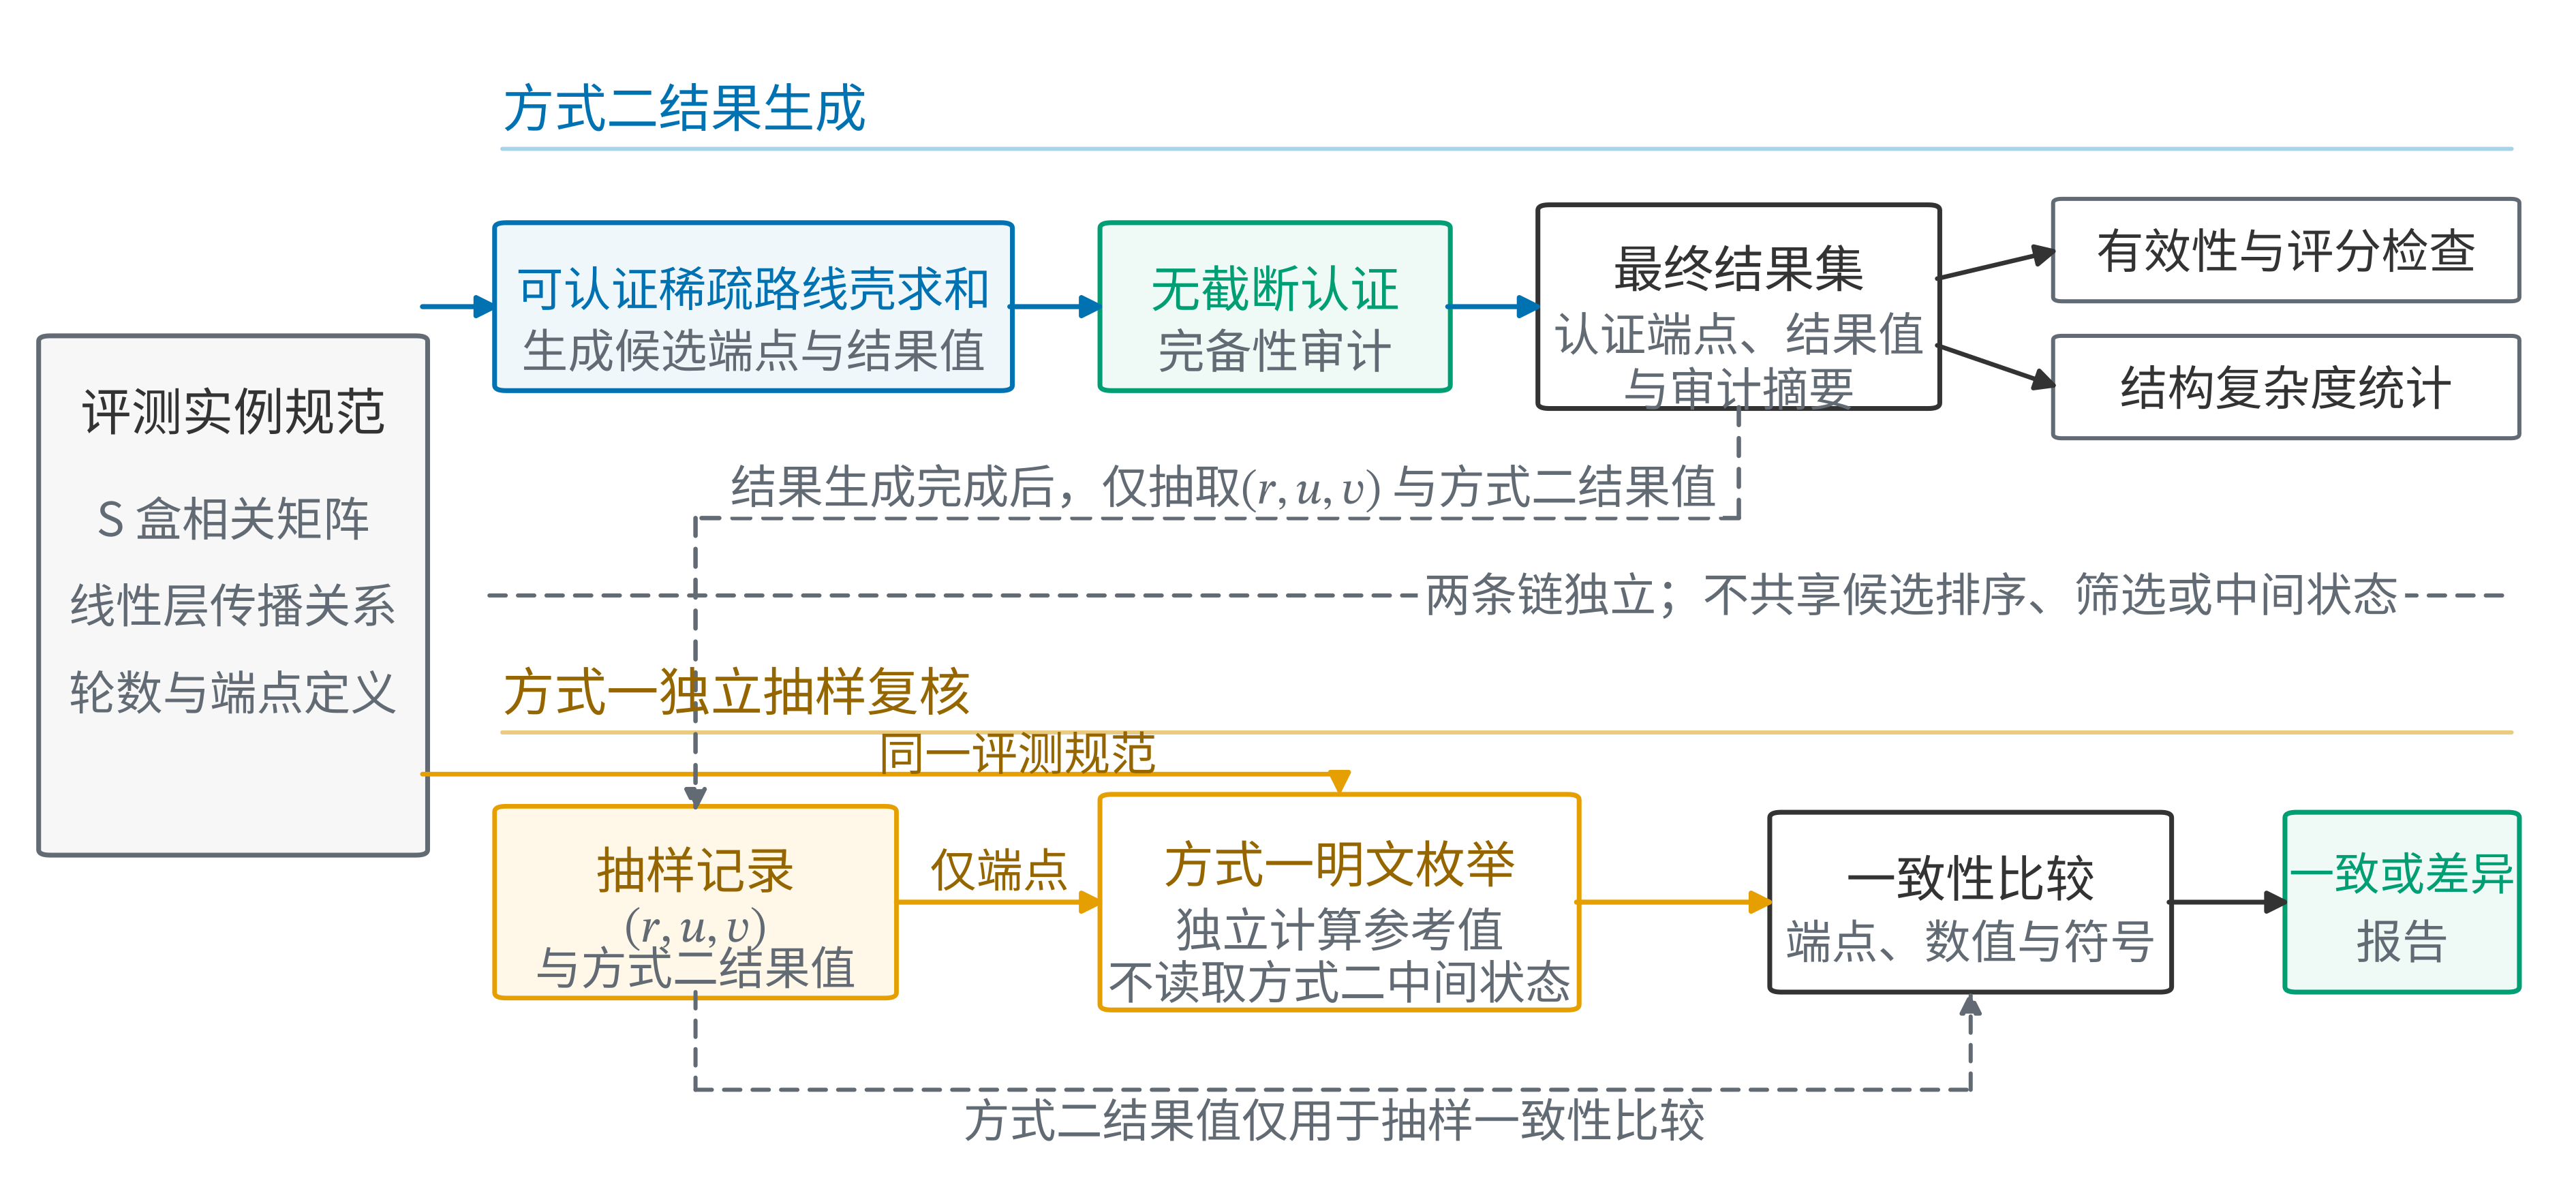 方式二结果生成
评测实例规范
S 盒相关矩阵
线性层传播关系
轮数与端点定义
可认证稀疏路线壳求和
生成候选端点与结果值
无截断认证
完备性审计
最终结果集
认证端点、结果值
与审计摘要
有效性与评分检查
结构复杂度统计
结果生成完成后，仅抽取(r, u, v) 与方式二结果值
两条链独立；不共享候选排序、筛选或中间状态
方式一独立抽样复核
同一评测规范
抽样记录
(r, u, v)
与方式二结果值
仅端点
方式一明文枚举
独立计算参考值
不读取方式二中间状态
一致性比较
端点、数值与符号
一致或差异
报告
方式二结果值仅用于抽样一致性比较